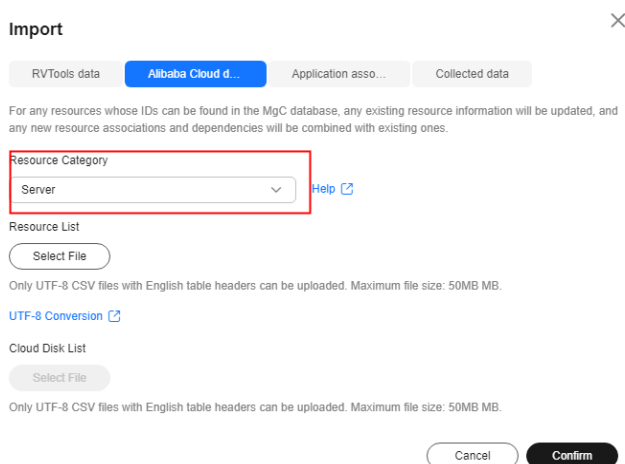 Import
RVTools data
Alibaba Cloud d...
Application asso...
Collected data
For any resources whose IDs can be found in the MgC database, any existing resource information will be updated, and
any new resource associations and dependencies will be combined with existing ones.
Resource Category
Server
Help
Resource List
Select File
Only UTF-8 CSV files with English table headers can be uploaded. Maximum file size: 50MB MB.
UTF-8 Conversion
Cloud Disk List
Select File
Only UTF-8 CSV files with English table headers can be uploaded. Maximum file size: 50MB MB.
Cancel
Confirm